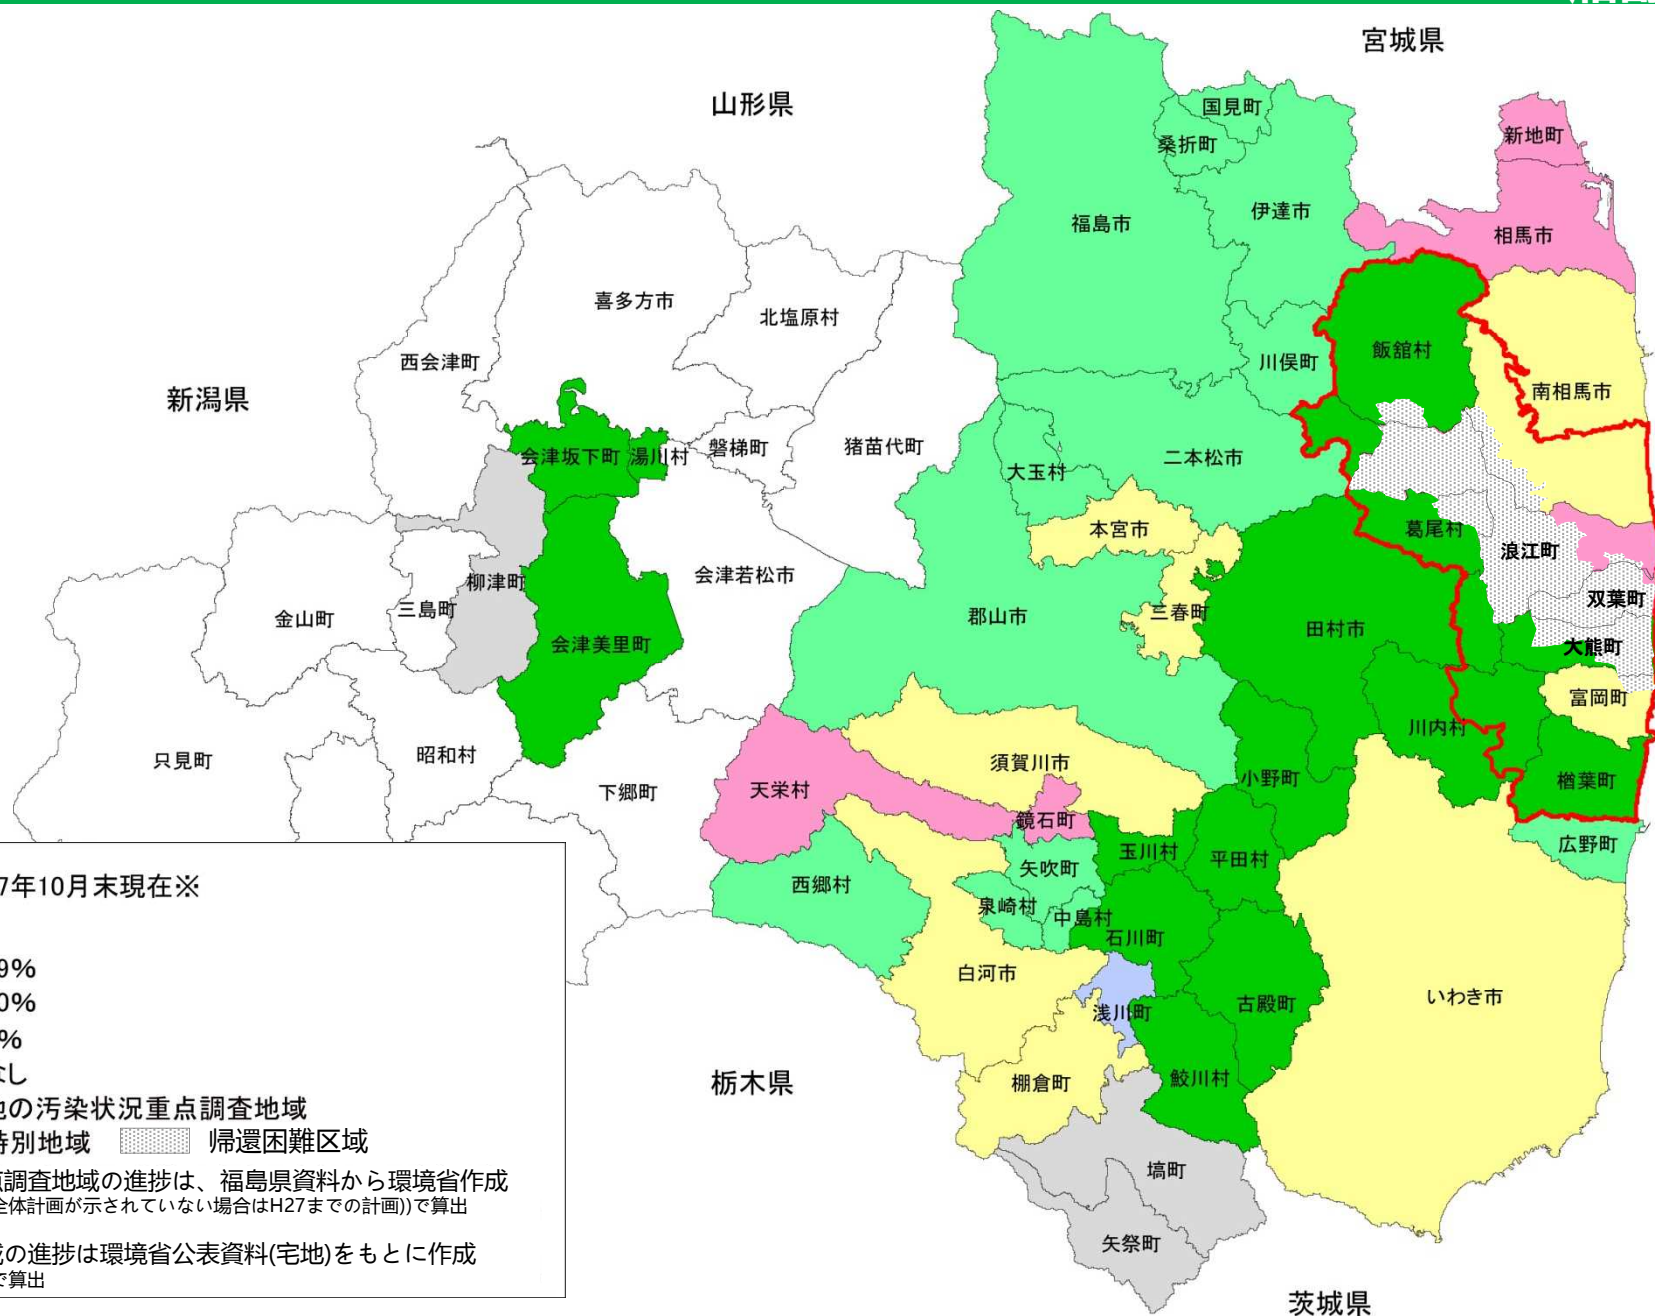 宮城県
山形県
国見町
新地町
桑折町
伊達市
福島市
相馬市
喜多方市
北塩原村
飯舘村
西会津町
川俣町
南相馬市
新潟県
会津坂下町
湯川村
磐梯町
猪苗代町
二本松市
大玉村
本宮市
葛尾村
浪江町
会津若松市
柳津町
双葉町
三島町
三春町
金山町
郡山市
田村市
会津美里町
大熊町
富岡町
川内村
昭和村
只見町
須賀川市
小野町
楢葉町
下郷町
天栄村
鏡石町
広野町
玉川村
平田村
矢吹町
西郷村
泉崎村
中島村
石川町
白河市
いわき市
古殿町
浅川町
鮫川村
棚倉町
栃木県
塙町
矢祭町
茨城県
7年10月末現在※
9%
0%
%
なし
地の汚染状況重点調査地域
特別地域 帰還困難区域
点調査地域の進捗は、福島県資料から環境省作成
全体計画が示されていない場合はH27までの計画))で算出
域の進捗は環境省公表資料(宅地)をもとに作成
で算出